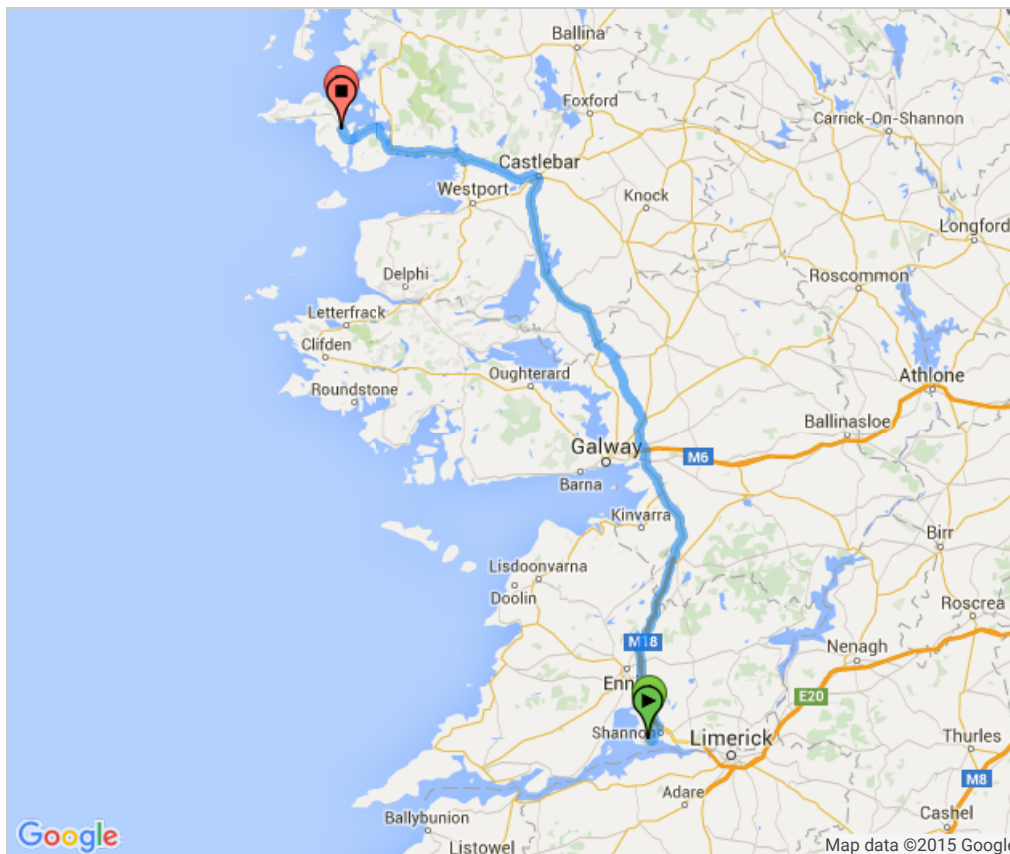 Ballina
Foxford
Carrick-On-Shannon
Castlebar
Westport
Knock
Longford
Delphi
Roscommon
Letterfrack
Clifden
Oughterard
Athlone
Roundstone
Ballinasloe
Galway
M6
Barna
Kinvarra
Birr
Lisdoonvarna
Doolin
Roscrea
M18
Nenagh
Enn
E20
Shannon
Limerick
Thurles
M8
Adare
Ballybunion
Cashel
Google
Listowel
Map data ©2015 Google